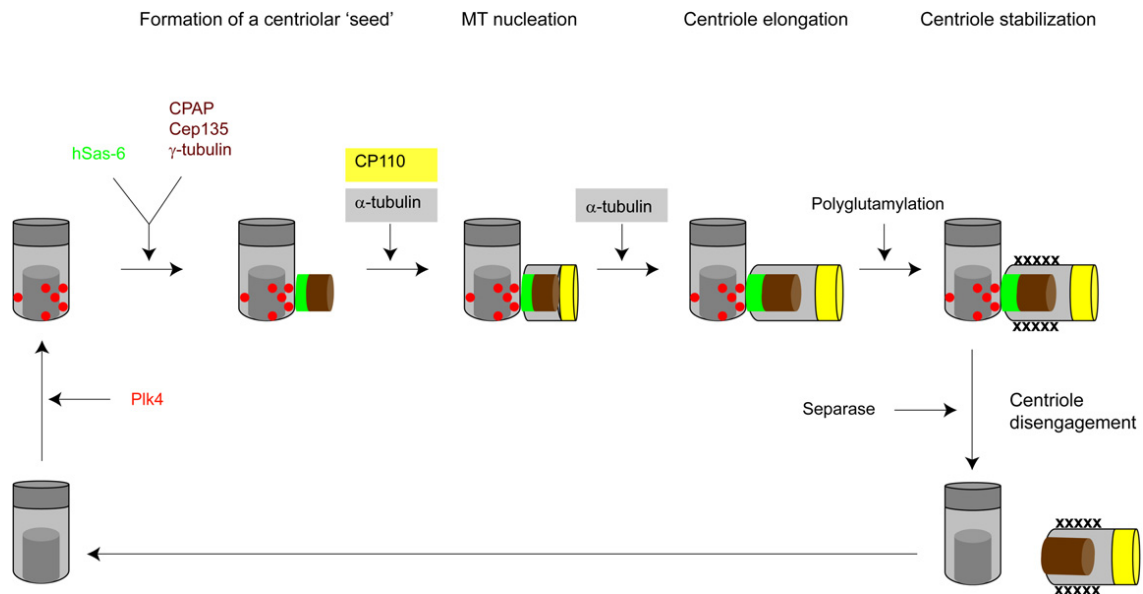 Formation of a centriolar ‘seed’
MT nucleation
Centriole elongation
Centriole stabilization
hSas-6
CPAP
Cep135
γ-tubulin
CP110
α-tubulin
α-tubulin
Polyglutamylation
xxxxx
xxxxx
Plk4
Separase
Centriole
disengagement
xxxxx
xxxxx